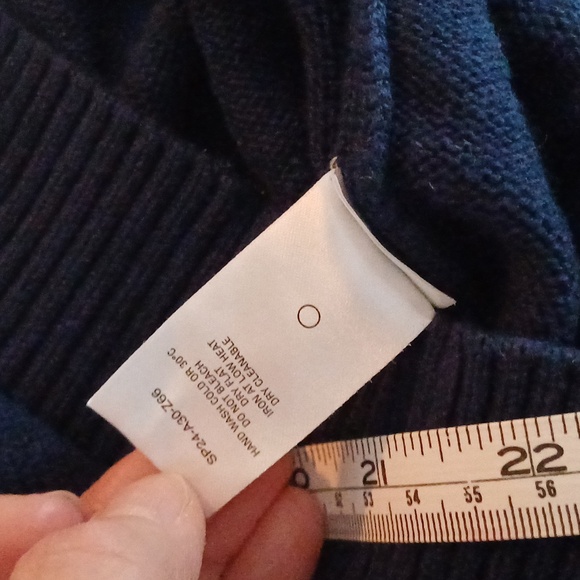 SP24-A30-Z66
HAND WASH COLD OR 30°C
DO NOT BLEACH
DRY FLAT
IRON AT LOW HEAT
DRY CLEANABLE
21 22
52 53 54 55 56